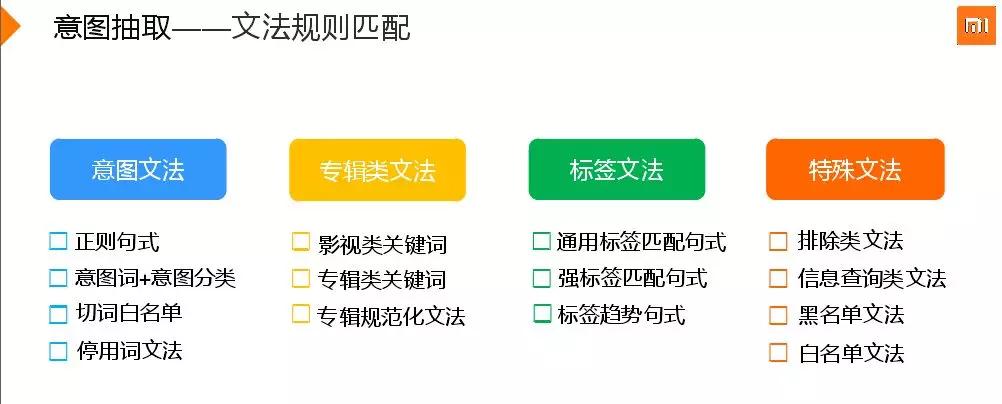 意图抽取——文法规则匹配
意图文法
正则句式
意图词+意图分类
切词白名单
停用词文法
专辑类文法
影视类关键词
专辑类关键词
专辑规范化文法
标签文法
通用标签匹配句式
强标签匹配句式
标签趋势句式
特殊文法
排除类文法
信息查询类文法
黑名单文法
白名单文法